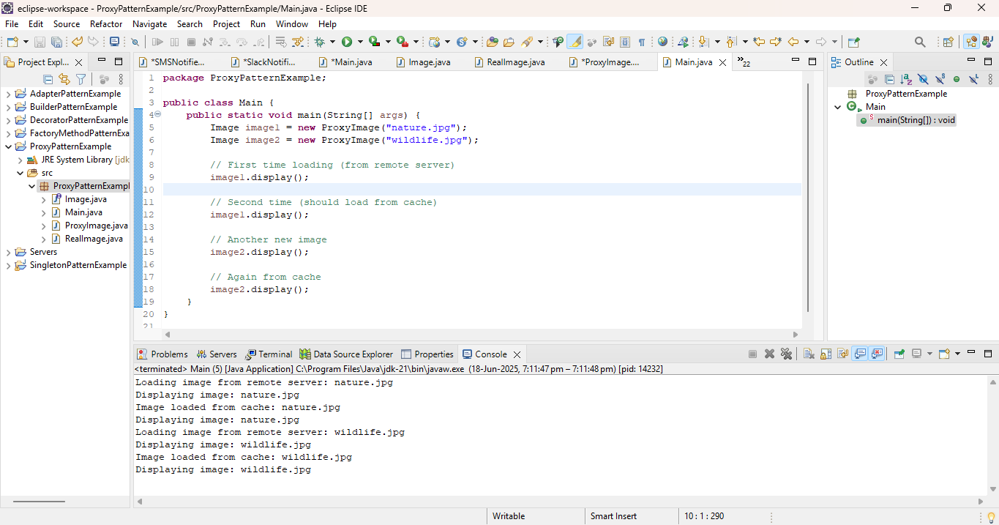 eclipse-workspace - ProxyPatternExample/src/ProxyPatternExample/Main.java - Eclipse IDE
File Edit Source Refactor Navigate Search Project Run Window Help
Project Expl...
AdapterPatternExample
BuilderPatternExample
DecoratorPatternExample
FactoryMethodPatternExa
ProxyPatternExample
JRE System Library [jdk
src
ProxyPatternExampl
Image.java
Main.java
ProxyImage.java
RealImage.java
Servers
SingletonPatternExample
*SMSNotifie... *SlackNotifi... *Main.java Image.java RealImage.java *ProxyImage.... Main.java »22
1 package ProxyPatternExample;
2
3 public class Main {
4 public static void main(String[] args) {
5 Image image1 = new ProxyImage("nature.jpg");
6 Image image2 = new ProxyImage("wildlife.jpg");
7
8 // First time loading (from remote server)
9 image1.display();
10
11 // Second time (should load from cache)
12 image1.display();
13
14 // Another new image
15 image2.display();
16
17 // Again from cache
18 image2.display();
19 }
20 }
21
Outline
ProxyPatternExample
Main
main(String[]) : void
Problems Servers Terminal Data Source Explorer Properties Console
<terminated> Main (5) [Java Application] C:\Program Files\Java\jdk-21\bin\javaw.exe (18-Jun-2025, 7:11:47 pm – 7:11:48 pm) [pid: 14232]
Loading image from remote server: nature.jpg
Displaying image: nature.jpg
Image loaded from cache: nature.jpg
Displaying image: nature.jpg
Loading image from remote server: wildlife.jpg
Displaying image: wildlife.jpg
Image loaded from cache: wildlife.jpg
Displaying image: wildlife.jpg
Writable Smart Insert 10 : 1 : 290